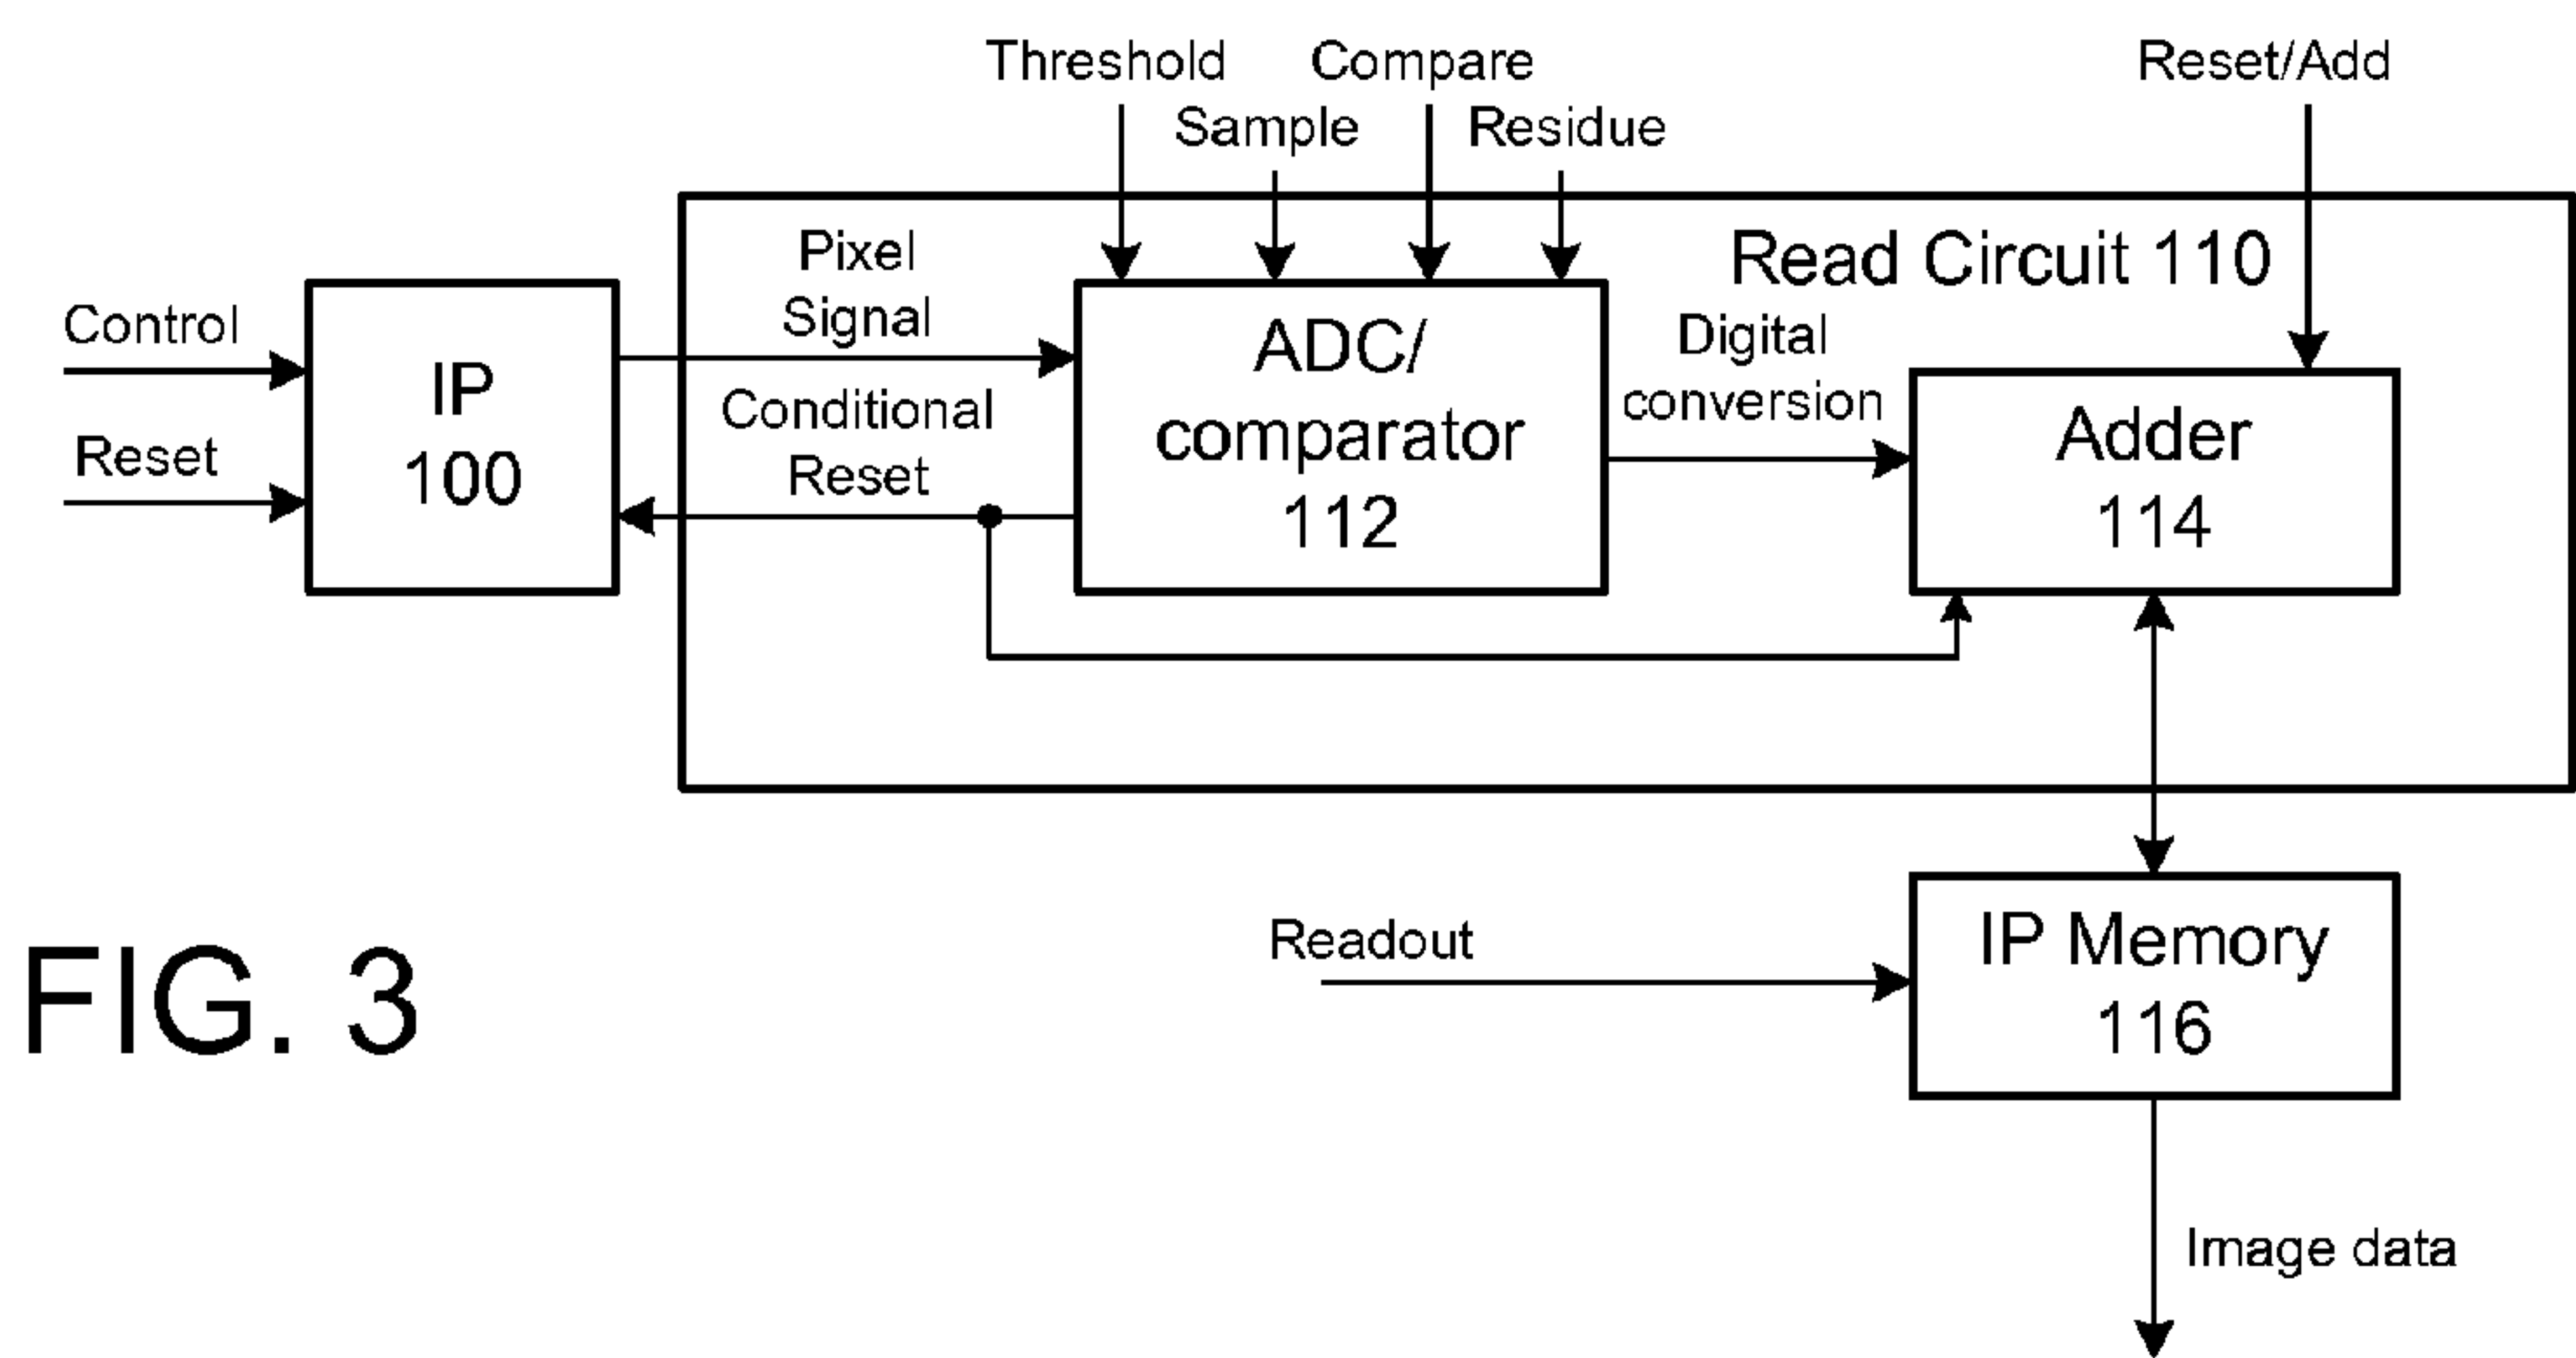 Threshold
Compare
Reset/Add
Sample
Residue
Read Circuit 110
Pixel
Signal
Control
Reset
IP
100
Conditional
Reset
ADC/
comparator
112
Digital
conversion
Adder
114
Readout
IP Memory
116
FIG. 3
Image data